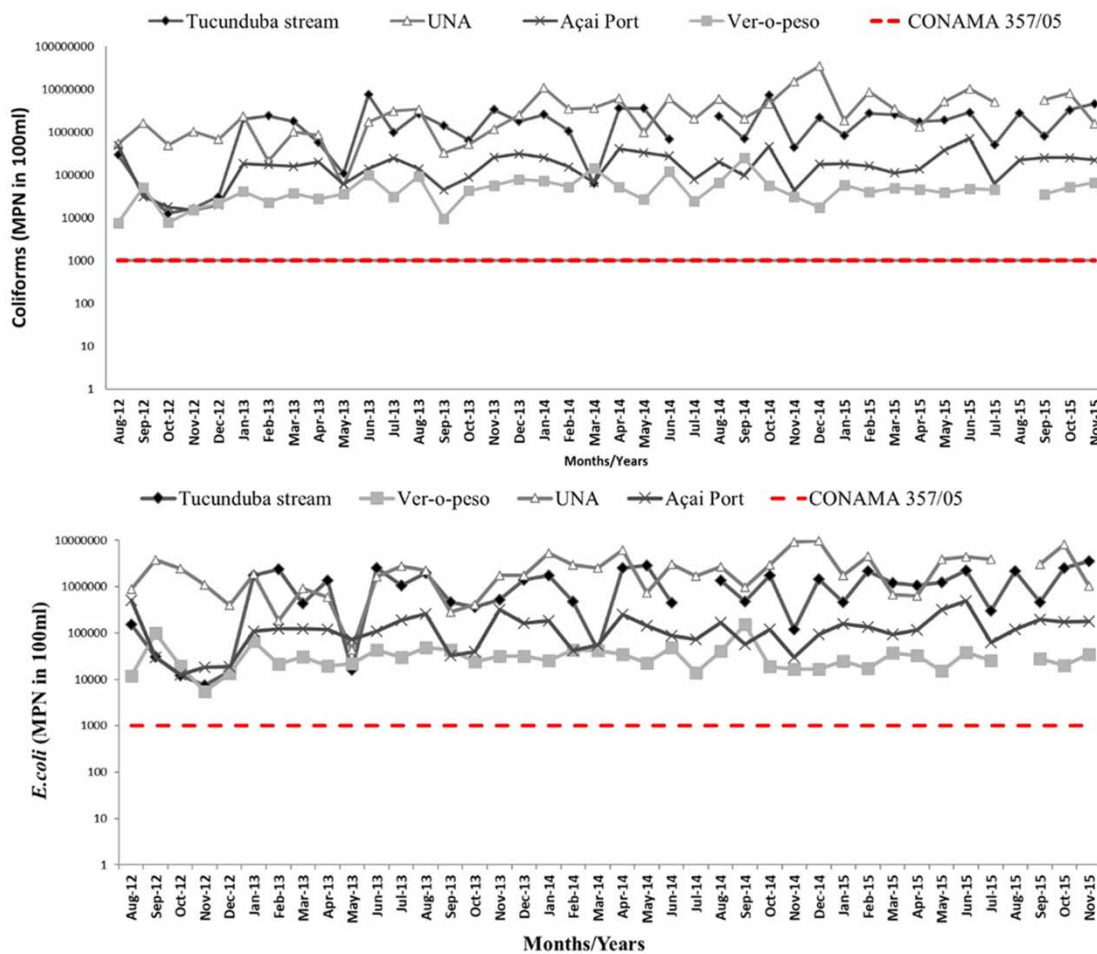 Tucunduba stream UNA Açai Port Ver-o-peso CONAMA 357/05
Coliforms (MPN in 100ml)
100000000
10000000
1000000
100000
10000
1000
100
10
1
Aug-12 Sep-12 Oct-12 Nov-12 Dec-12 Jan-13 Feb-13 Mar-13 Apr-13 May-13 Jun-13 Jul-13 Aug-13 Sep-13 Oct-13 Nov-13 Dec-13 Jan-14 Feb-14 Mar-14 Apr-14 May-14 Jun-14 Jul-14 Aug-14 Sep-14 Oct-14 Nov-14 Dec-14 Jan-15 Feb-15 Mar-15 Apr-15 May-15 Jun-15 Jul-15 Aug-15 Sep-15 Oct-15 Nov-15
Months/Years
Tucunduba stream Ver-o-peso UNA Açai Port CONAMA 357/05
E.coli (MPN in 100ml)
10000000
1000000
100000
10000
1000
100
10
1
Aug-12 Sep-12 Oct-12 Nov-12 Dec-12 Jan-13 Feb-13 Mar-13 Apr-13 May-13 Jun-13 Jul-13 Aug-13 Sep-13 Oct-13 Nov-13 Dec-13 Jan-14 Feb-14 Mar-14 Apr-14 May-14 Jun-14 Jul-14 Aug-14 Sep-14 Oct-14 Nov-14 Dec-14 Jan-15 Feb-15 Mar-15 Apr-15 May-15 Jun-15 Jul-15 Aug-15 Sep-15 Oct-15 Nov-15
Months/Years